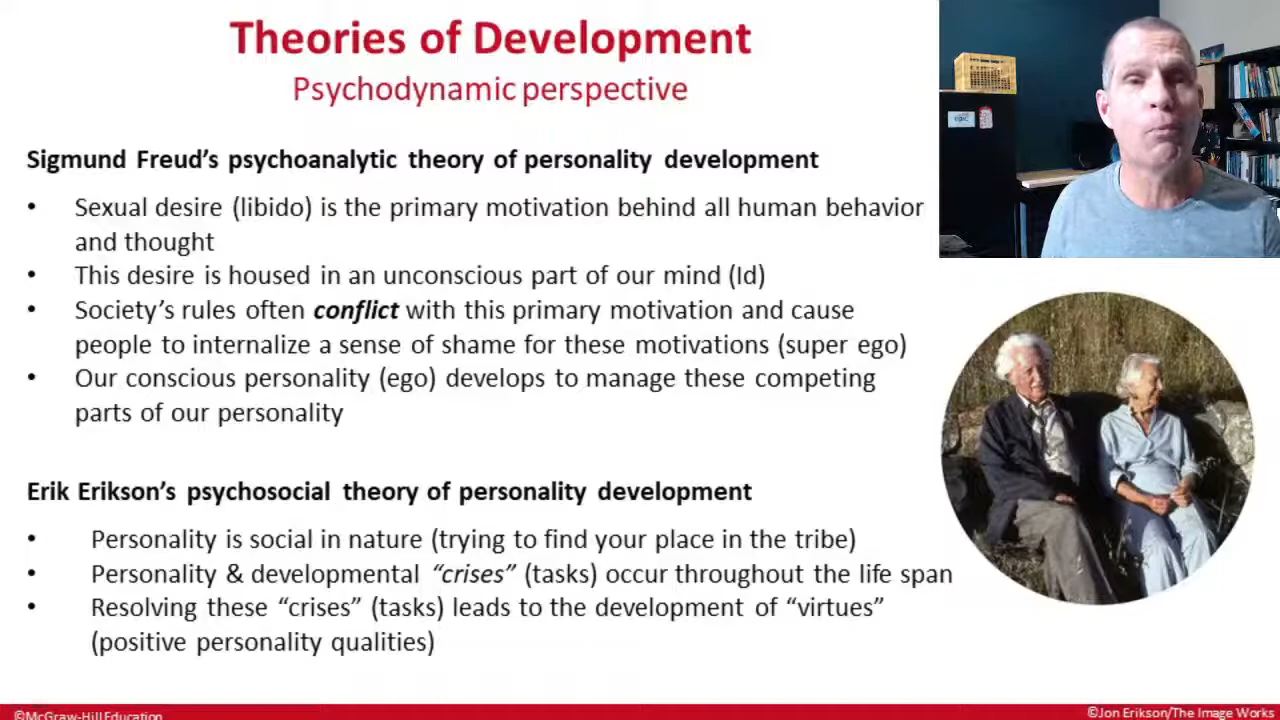 Theories of Development
Psychodynamic perspective
Sigmund Freud's psychoanalytic theory of personality development
• Sexual desire (libido) is the primary motivation behind all human behavior
and thought
• This desire is housed in an unconscious part of our mind (Id)
• Society's rules often conflict with this primary motivation and cause
people to internalize a sense of shame for these motivations (super ego)
• Our conscious personality (ego) develops to manage these competing
parts of our personality
Erik Erikson's psychosocial theory of personality development
• Personality is social in nature (trying to find your place in the tribe)
• Personality & developmental “crises” (tasks) occur throughout the life span
• Resolving these “crises” (tasks) leads to the development of “virtues”
(positive personality qualities)
©McGraw-Hill Education
©Jon Erikson/The Image Works